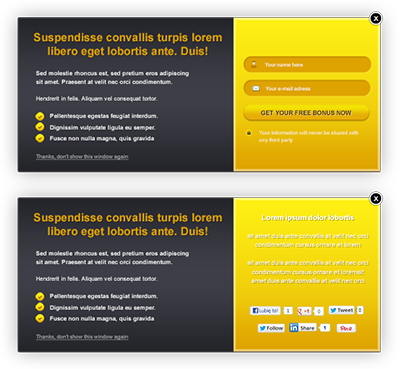 x
Suspendisse convallis turpis lorem
libero eget lobortis ante. Duis!
Sed molestie rhoncus est, sed pretium eros adipiscing
sit amet. Praesent at velit nec orci condimentum.
Hendrerit in felis. Aliquam vel consequat tortor.
Pellentesque egestas feugiat interdum.
Dignissim vulputate ligula eu semper.
Fusce non nulla magna, quis gravida
Thanks, don't show this window again
Your name here
Your e-mail adress
GET YOUR FREE BONUS NOW
Your information will never be shared with
any third party
x
Suspendisse convallis turpis lorem
libero eget lobortis ante. Duis!
Sed molestie rhoncus est, sed pretium eros adipiscing
sit amet. Praesent at velit nec orci condimentum.
Hendrerit in felis. Aliquam vel consequat tortor.
Pellentesque egestas feugiat interdum.
Dignissim vulputate ligula eu semper.
Fusce non nulla magna, quis gravida
Thanks, don't show this window again
Lorem ipsum dolor lobortis
sit amet duis ante convallis at velit nec orci
condimentum curasu ornare et lorem
sit amet duis ante convallis at velit nec orci
condimentum curasu ornare et loremsit
amet duis ante convallis at velit nec orci
Lubię to! 1 +1 0 Tweet 0
Follow in Share 1 Pin it